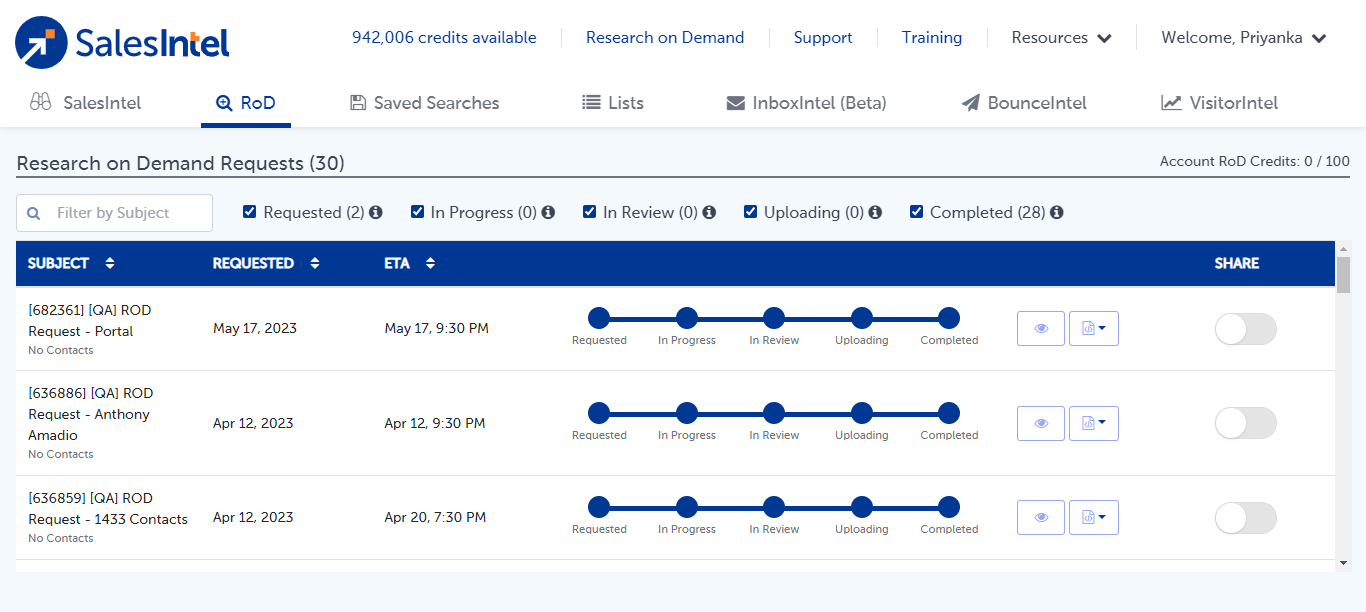 SalesIntel
942,006 credits available
Research on Demand
Support
Training
Resources
Welcome, Priyanka
SalesIntel
RoD
Saved Searches
Lists
InboxIntel (Beta)
BounceIntel
VisitorIntel
Research on Demand Requests (30)
Account RoD Credits: 0 / 100
Filter by Subject
Requested (2)
In Progress (0)
In Review (0)
Uploading (0)
Completed (28)
SUBJECT
REQUESTED
ETA
SHARE
[682361] [QA] ROD
Request - Portal
No Contacts
May 17, 2023
May 17, 9:30 PM
Requested
In Progress
In Review
Uploading
Completed
[636886] [QA] ROD
Request - Anthony
Amadio
No Contacts
Apr 12, 2023
Apr 12, 9:30 PM
Requested
In Progress
In Review
Uploading
Completed
[636859] [QA] ROD
Request - 1433 Contacts
No Contacts
Apr 12, 2023
Apr 20, 7:30 PM
Requested
In Progress
In Review
Uploading
Completed